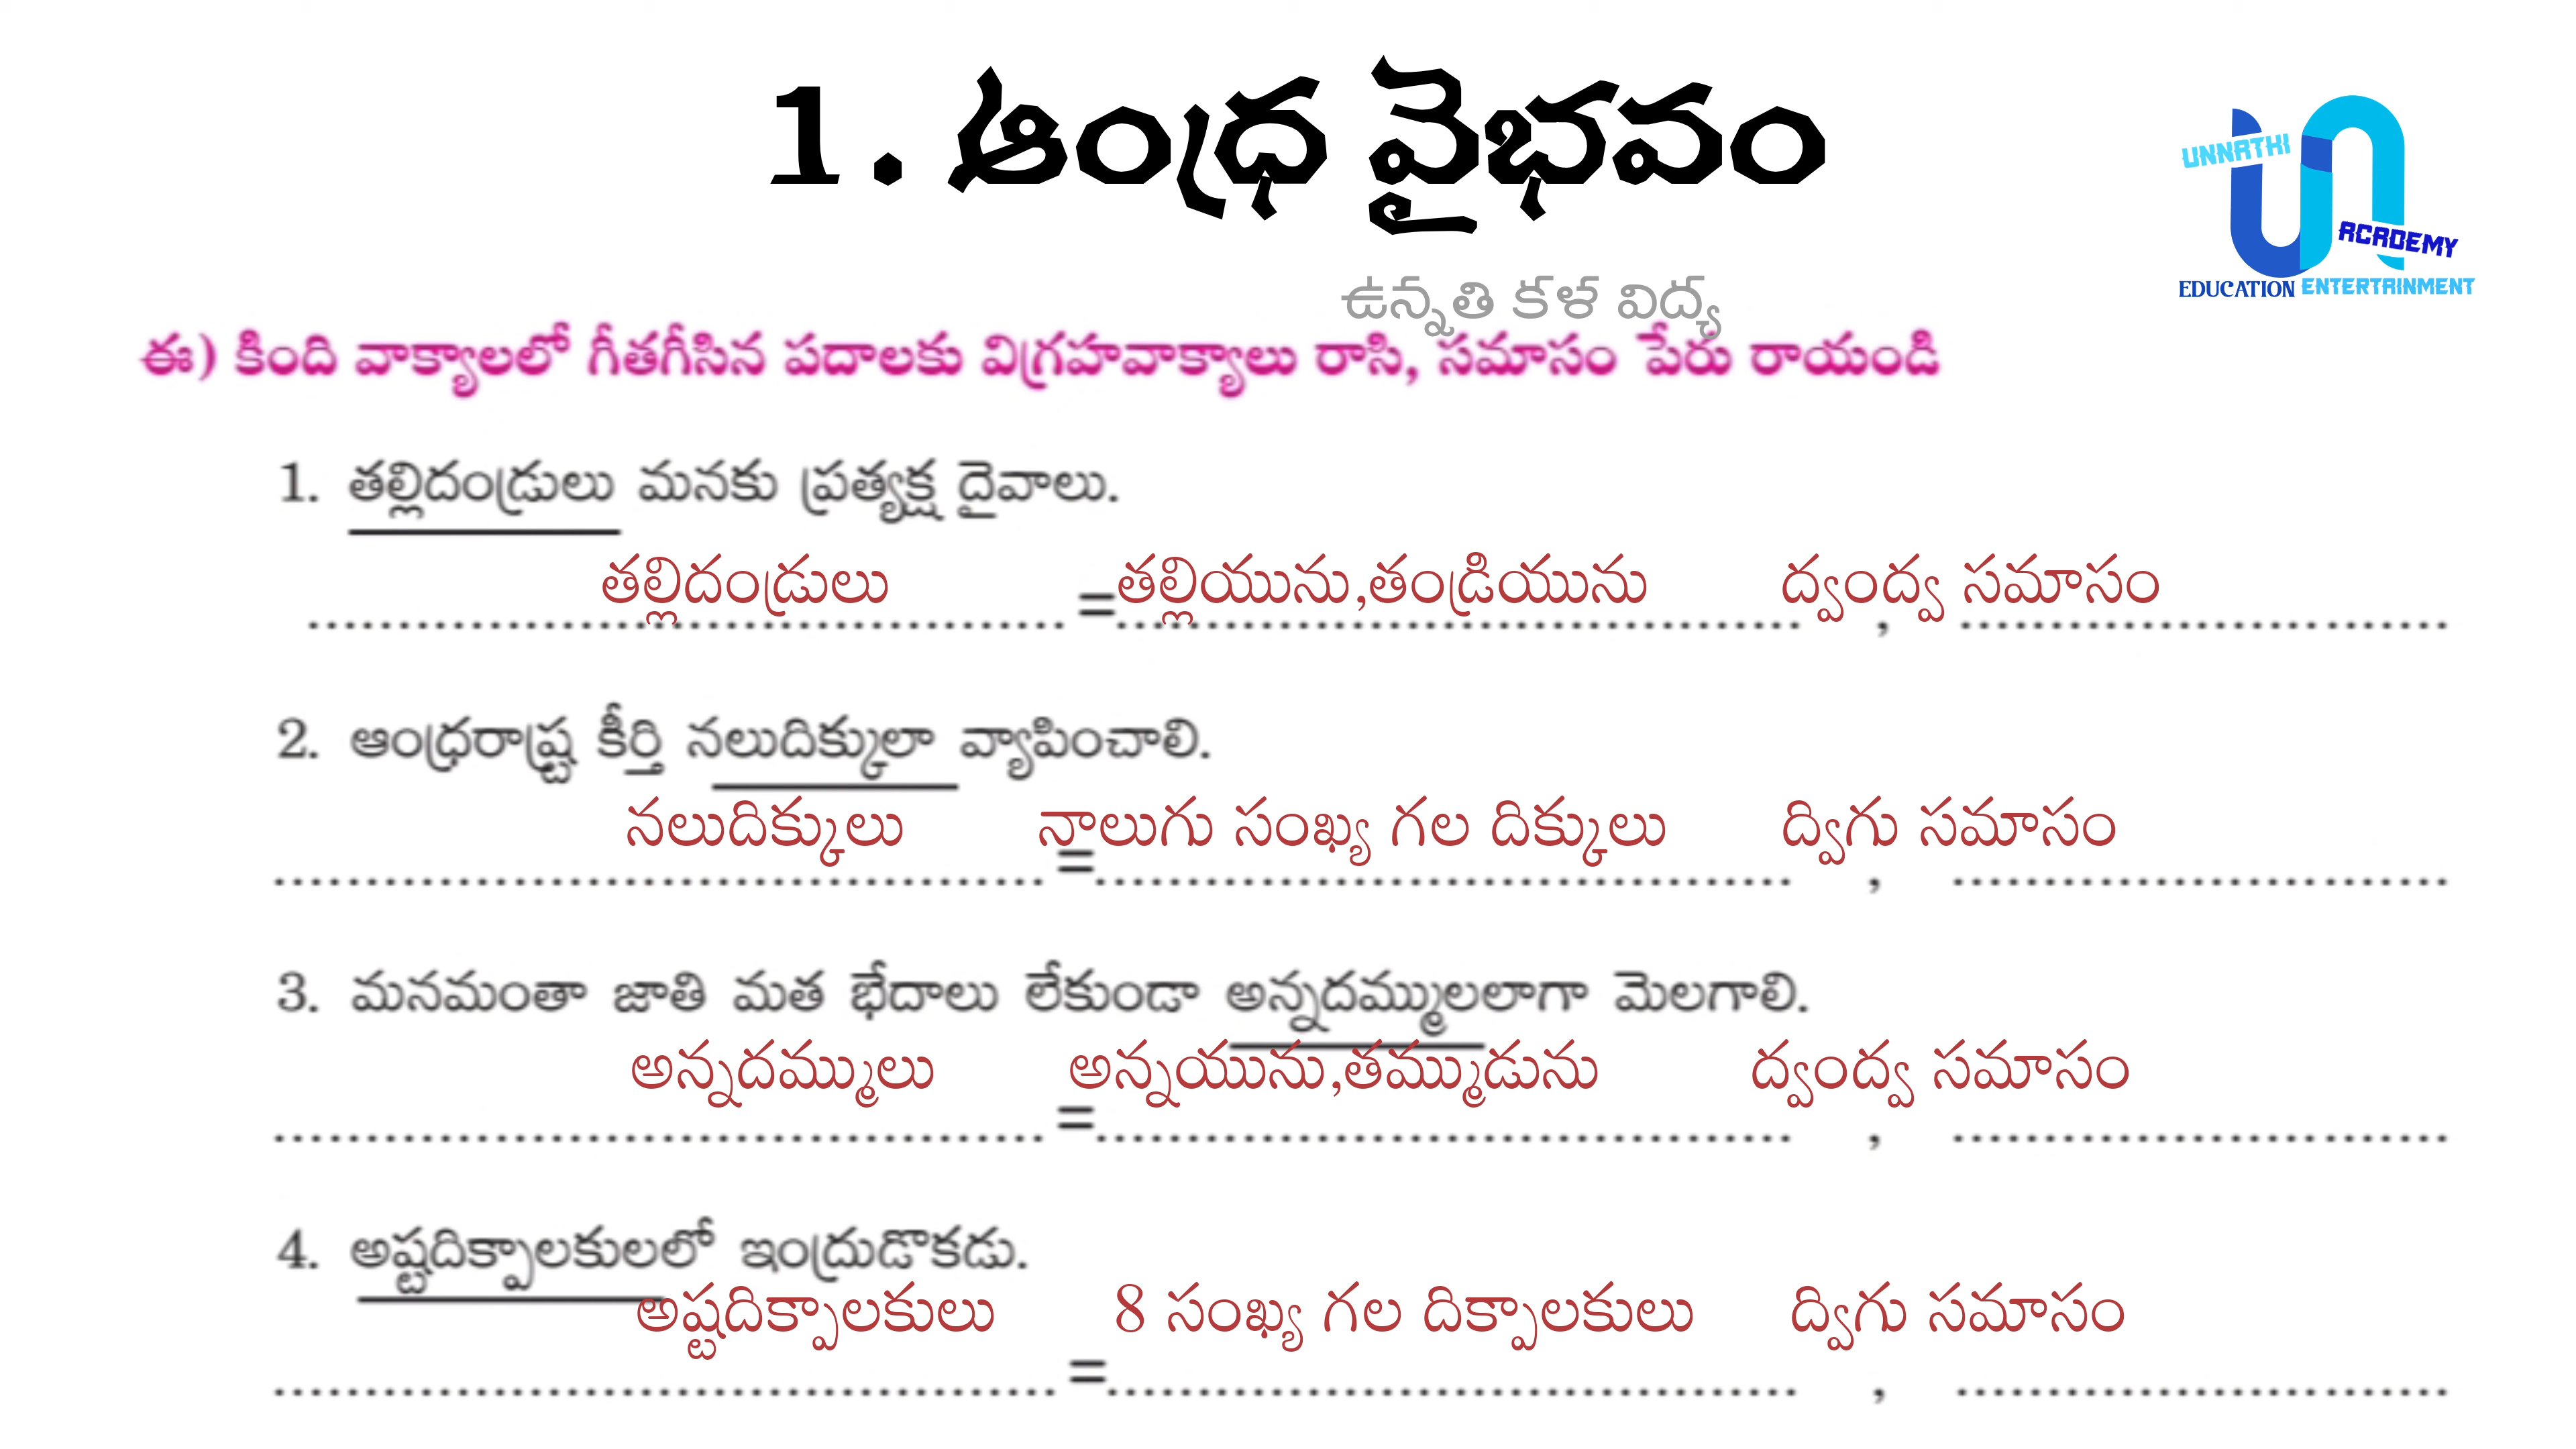 1. ఆంధ్ర వైభవం
UNNATHI
ACADEMY
EDUCATION ENTERTAINMENT
ఉన్నతి కళ విద్య
ఈ) కింది వాక్యాలలో గీతగీసిన పదాలకు విగ్రహవాక్యాలు రాసి, సమాసం పేరు రాయండి
1. తల్లిదండ్రులు మనకు ప్రత్యక్ష దైవాలు.
తల్లిదండ్రులు =తల్లియును,తండ్రియును , ద్వంద్వ సమాసం
2. ఆంధ్రరాష్ట్ర కీర్తి నలుదిక్కులా వ్యాపించాలి.
నలుదిక్కులు = నాలుగు సంఖ్య గల దిక్కులు , ద్విగు సమాసం
3. మనమంతా జాతి మత భేదాలు లేకుండా అన్నదమ్ములలాగా మెలగాలి.
అన్నదమ్ములు = అన్నయును,తమ్ముడును , ద్వంద్వ సమాసం
4. అష్టదిక్పాలకులలో ఇంద్రుడొకడు.
అష్టదిక్పాలకులు = 8 సంఖ్య గల దిక్పాలకులు , ద్విగు సమాసం